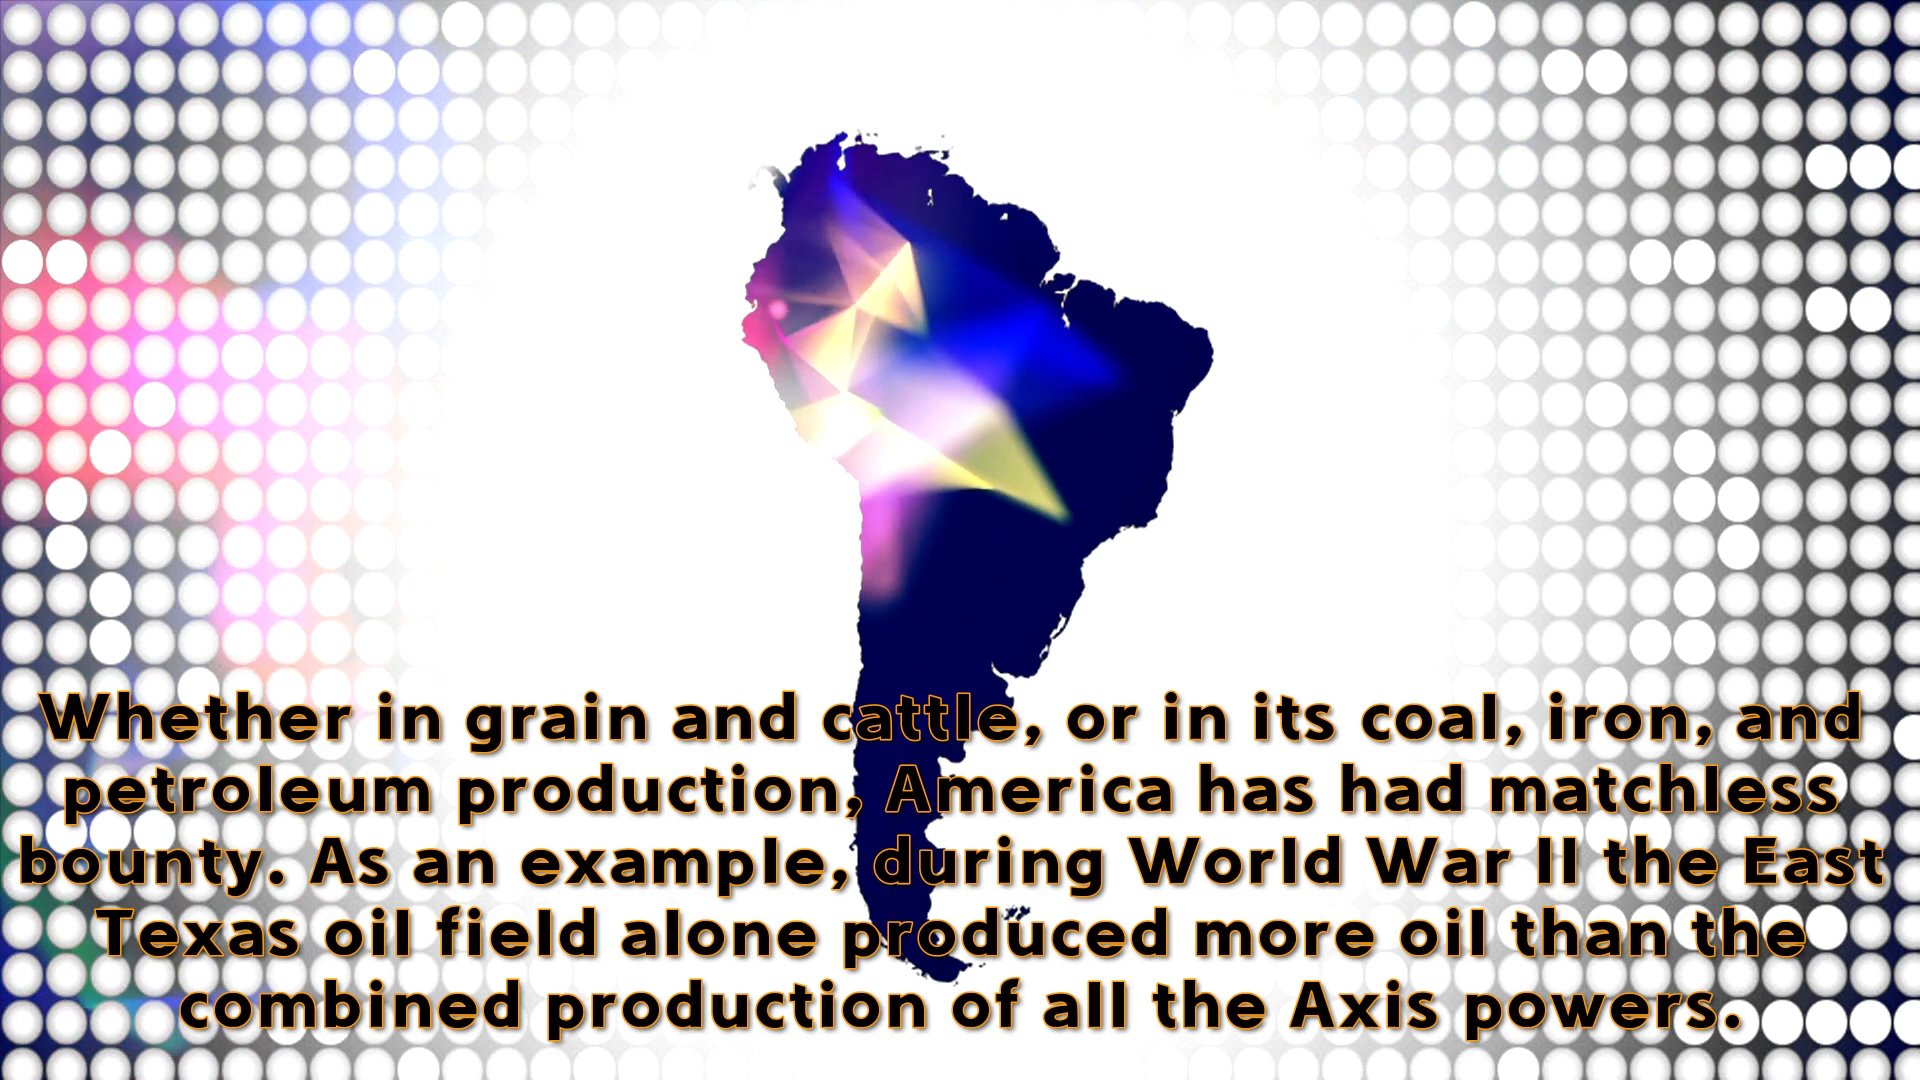 Whether in grain and cattle, or in its coal, iron, and
petroleum production, America has had matchless
bounty. As an example, during World War II the East
Texas oil field alone produced more oil than the
combined production of all the Axis powers.